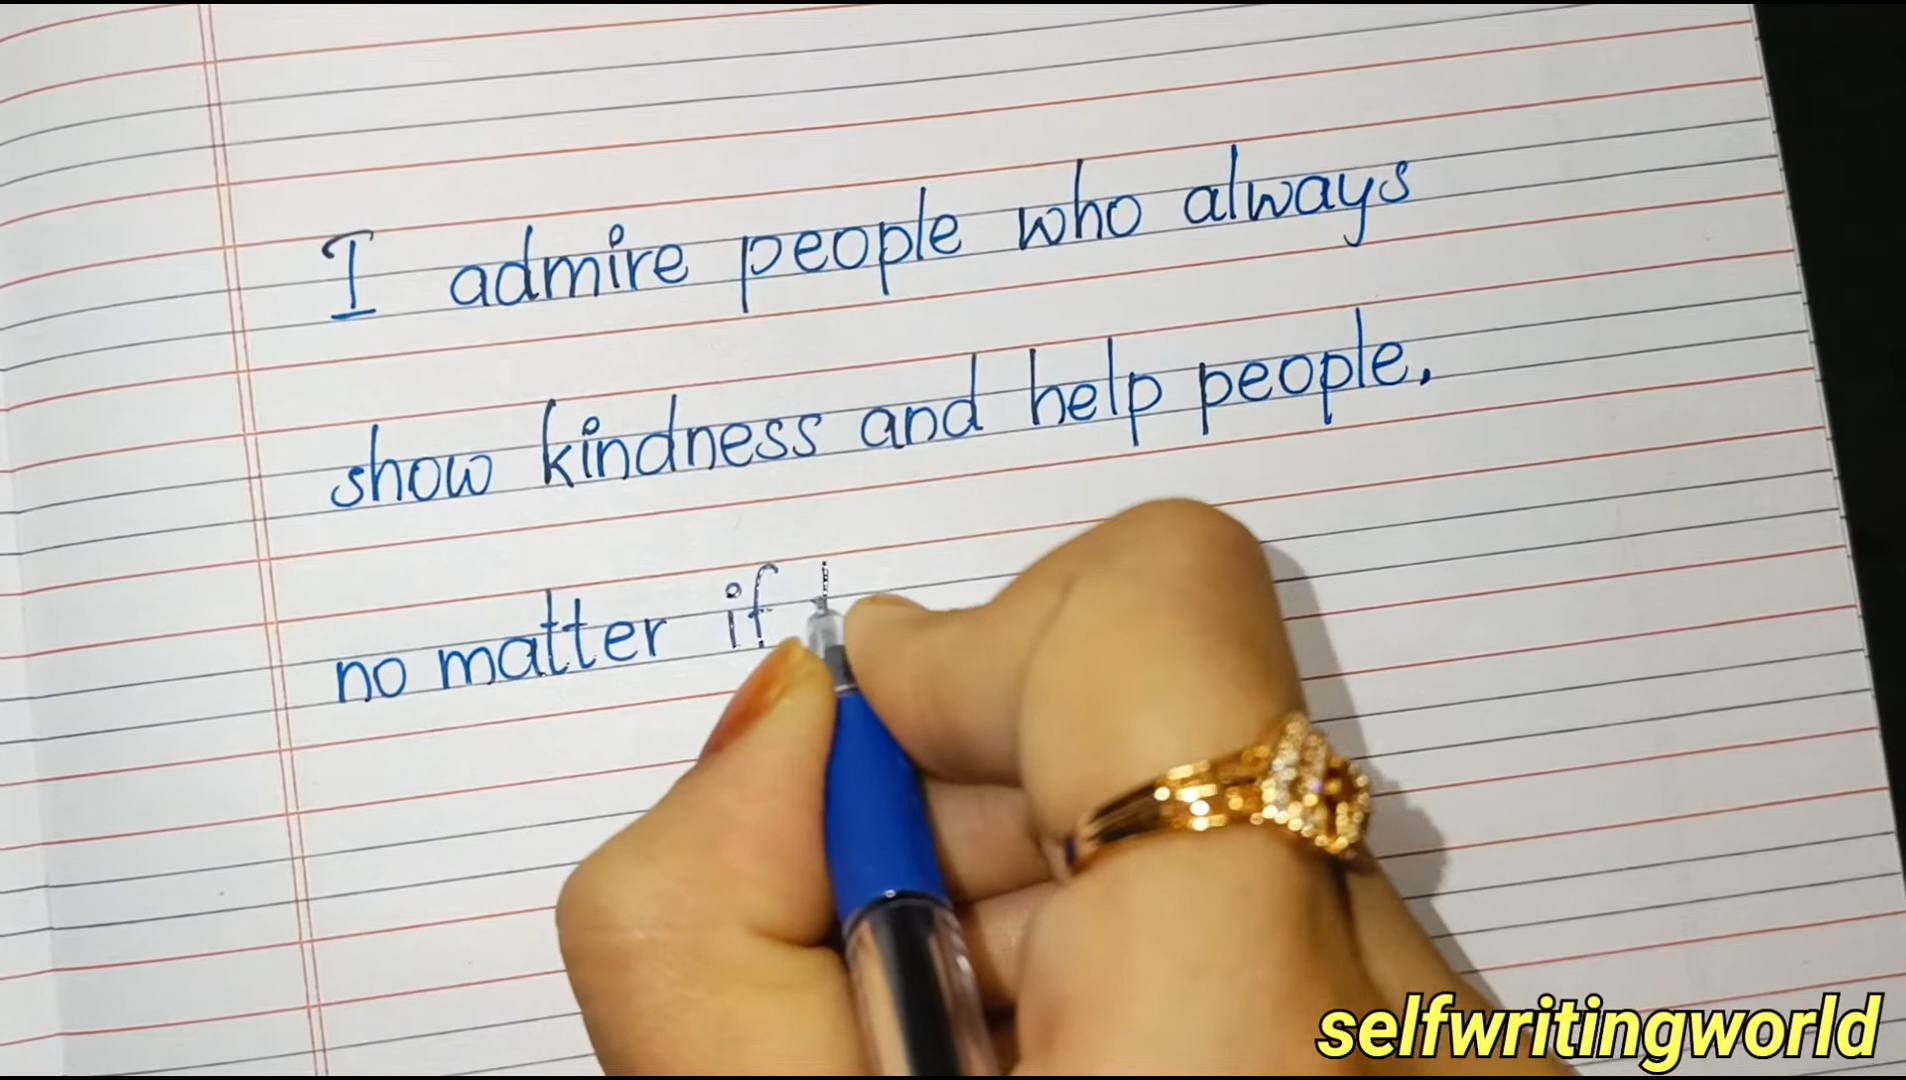 I admire people who always
show kindness and help people.
no matter if
selfwritingworld